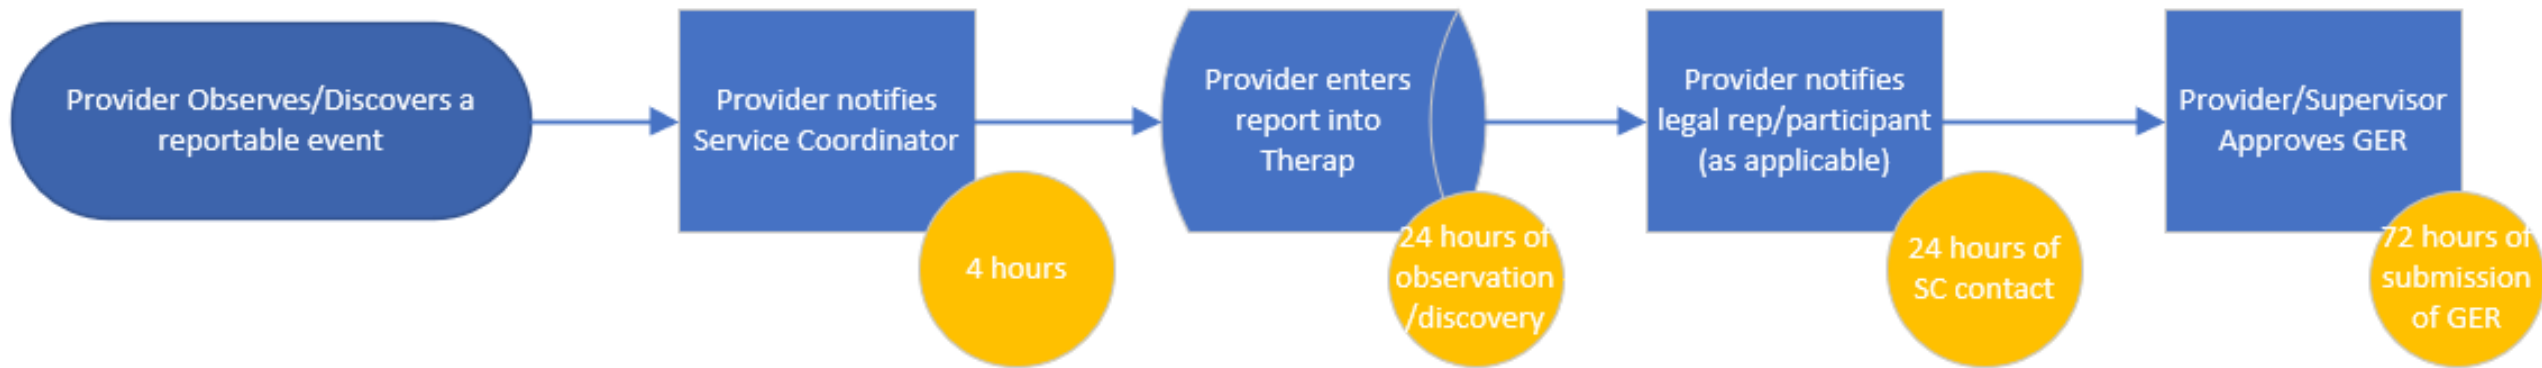 Provider Observes/Discovers a
reportable event
Provider notifies
Service Coordinator
4 hours
Provider enters
report into
Therap
24 hours of
observation
/discovery
Provider notifies
legal rep/participant
(as applicable)
24 hours of
SC contact
Provider/Supervisor
Approves GER
72 hours of
submission
of GER